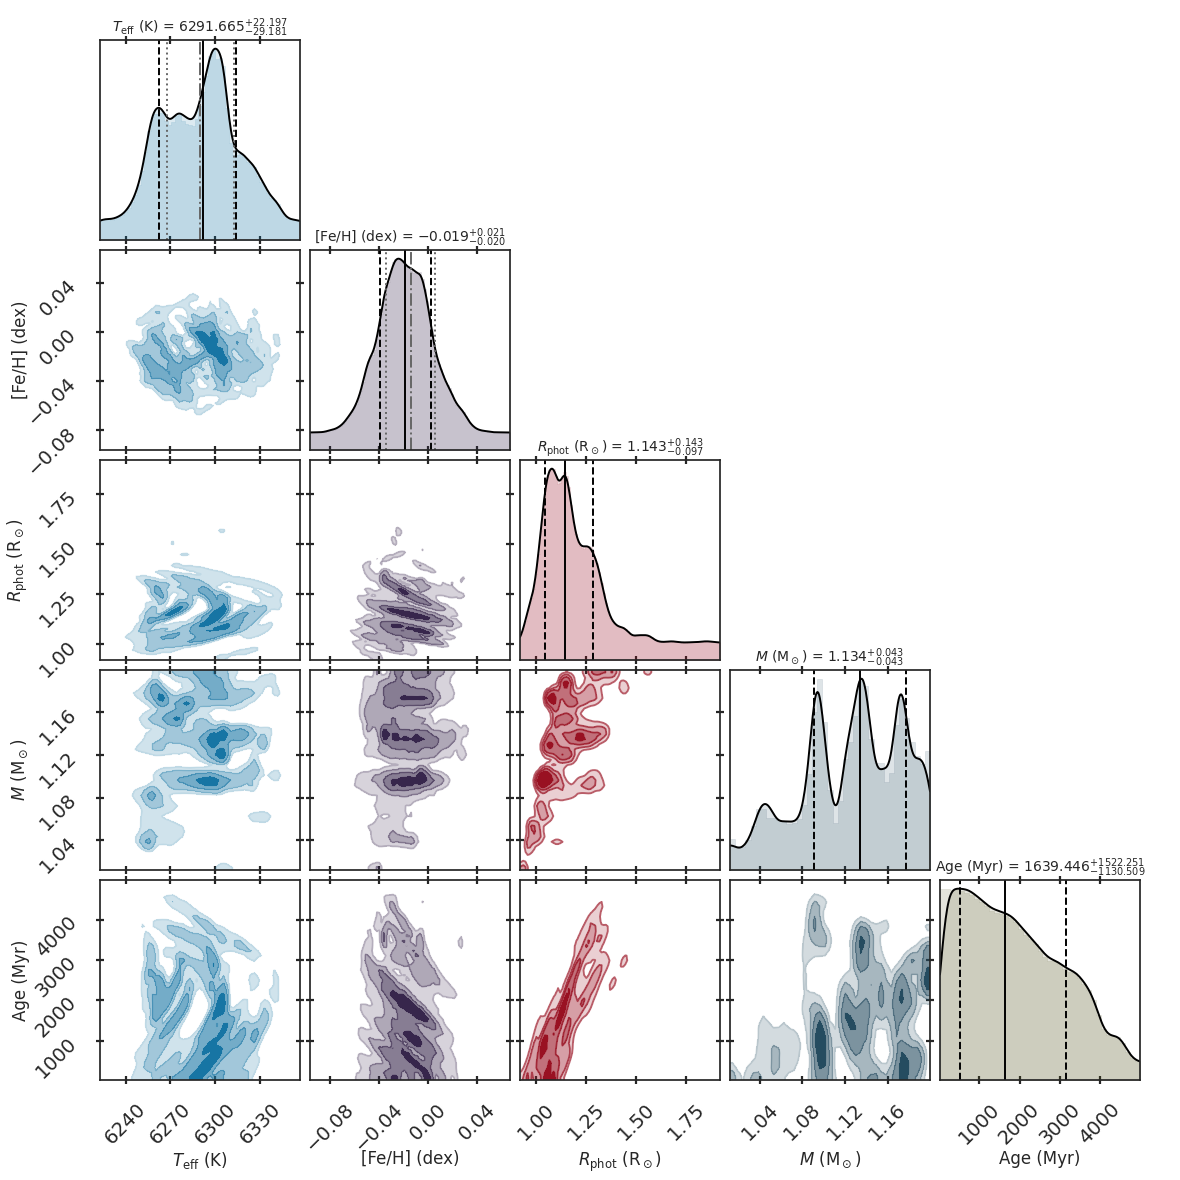 T_eff (K) = 6291.665^{+22.197}_{−29.181}
[Fe/H] (dex) = −0.019^{+0.021}_{−0.020}
0.04
0.00
−0.04
−0.08
[Fe/H] (dex)
R_phot (R_⊙) = 1.143^{+0.143}_{−0.097}
1.75
1.50
1.25
1.00
R_phot (R_⊙)
M (M_⊙) = 1.134^{+0.043}_{−0.043}
1.16
1.12
1.08
1.04
M (M_⊙)
Age (Myr) = 1639.446^{+1522.251}_{−1130.509}
4000
3000
2000
1000
Age (Myr)
6240 6270 6300 6330 −0.08 −0.04 0.00 0.04 1.00 1.25 1.50 1.75 1.04 1.08 1.12 1.16 1000 2000 3000 4000
T_eff (K) [Fe/H] (dex) R_phot (R_⊙) M (M_⊙) Age (Myr)